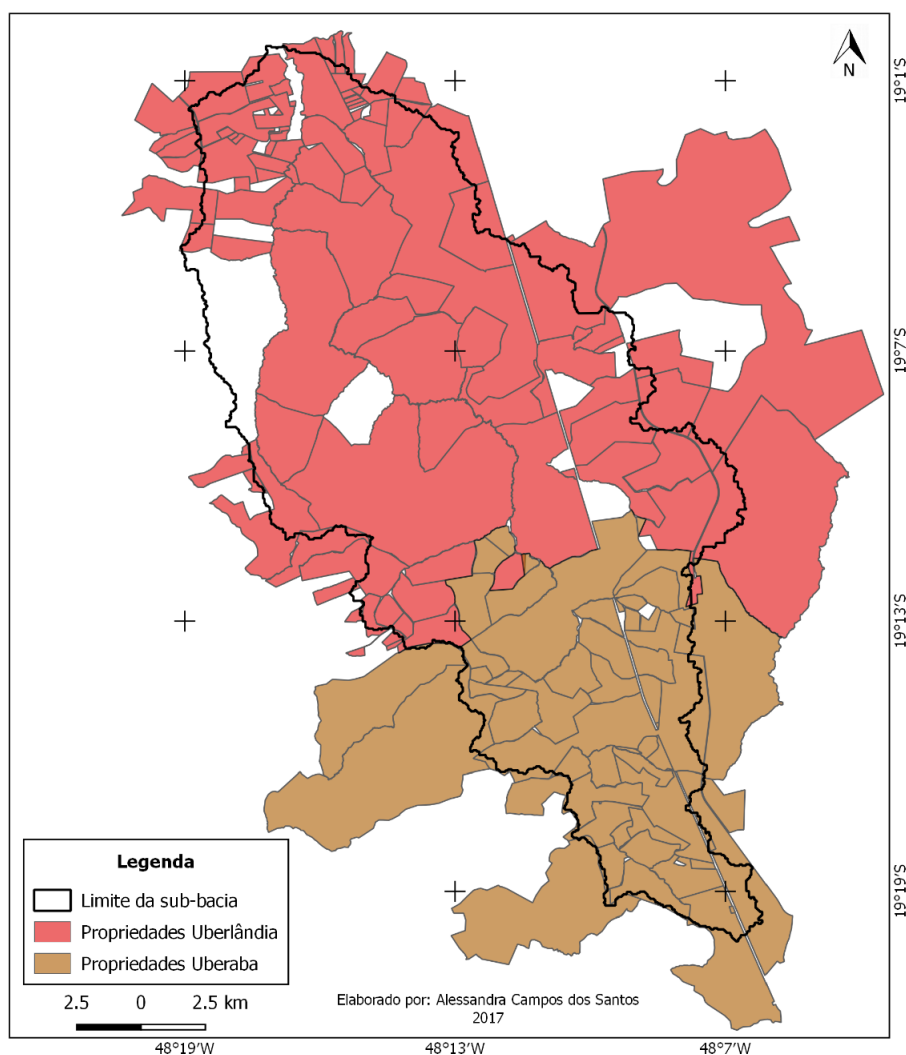 N
19°1'S
19°7'S
19°13'S
19°19'S
Legenda
Limite da sub-bacia
Propriedades Uberlândia
Propriedades Uberaba
2.5 0 2.5 km
Elaborado por: Alessandra Campos dos Santos
2017
48°19'W 48°13'W 48°7'W